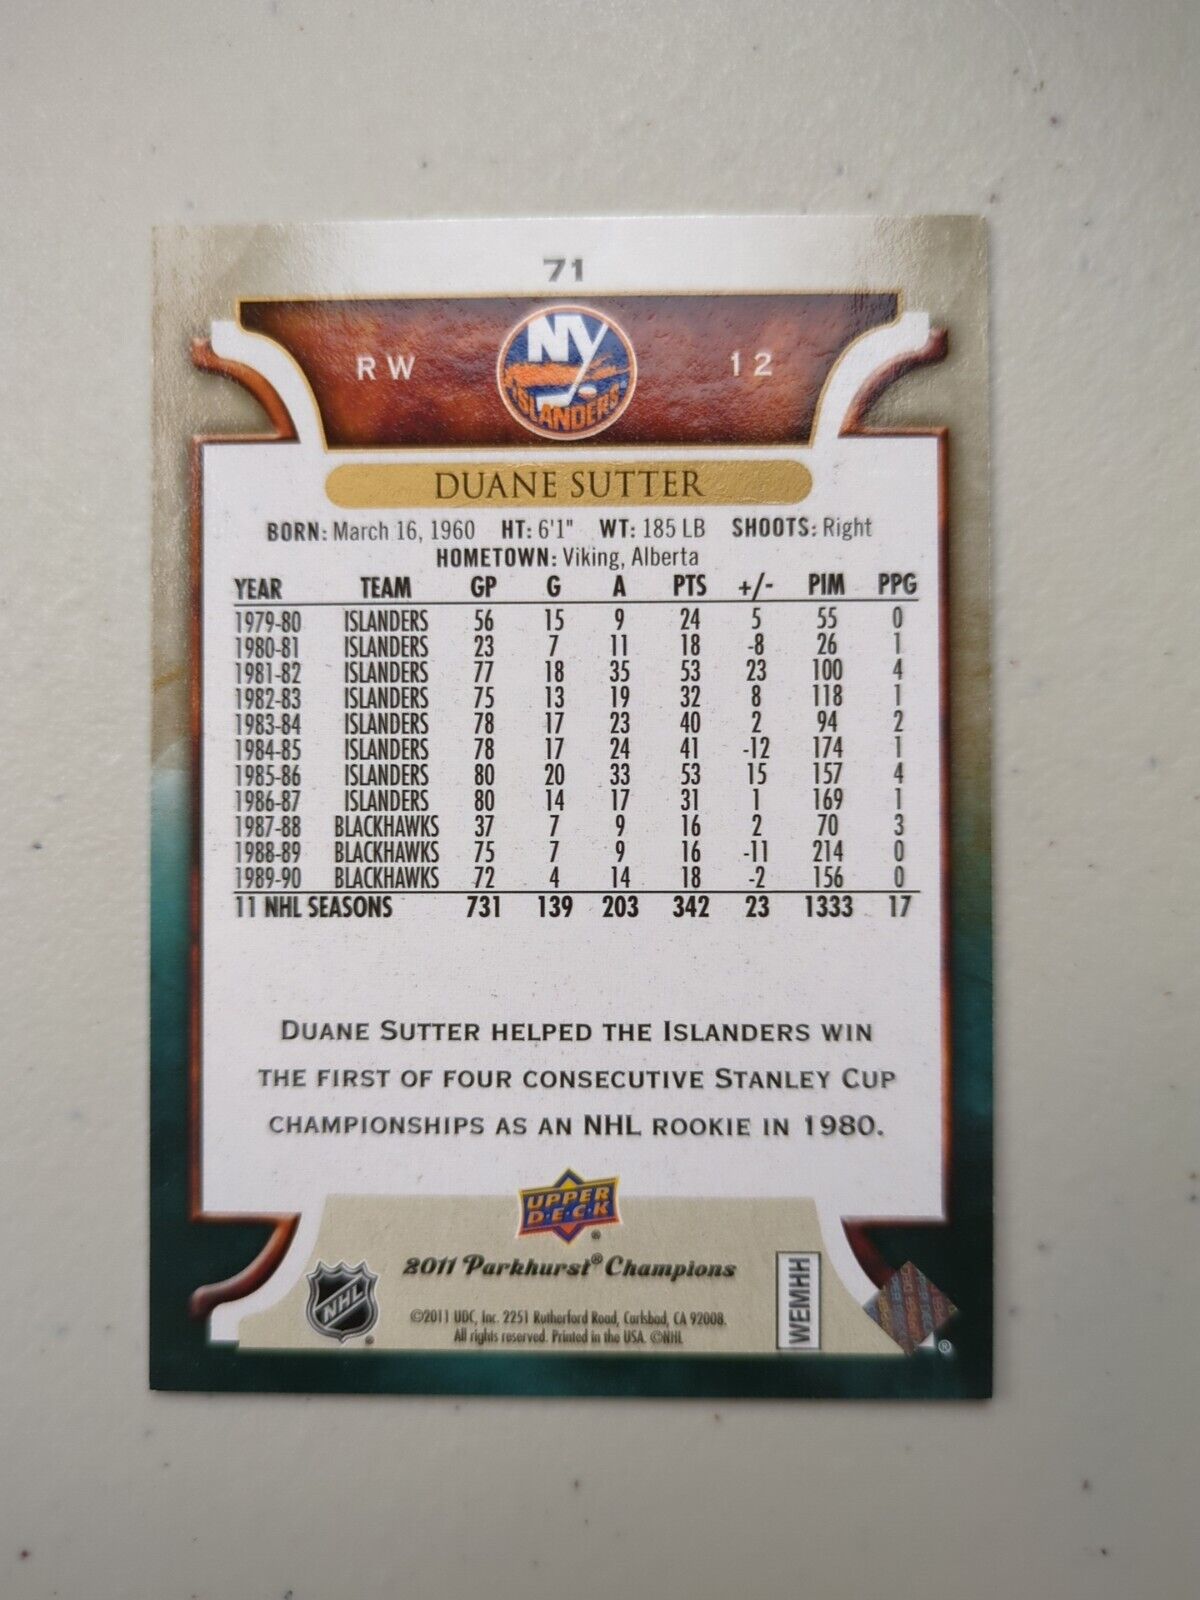 71
RW NY ISLANDERS 12
DUANE SUTTER
BORN: March 16, 1960 HT: 6'1" WT: 185 LB SHOOTS: Right
HOMETOWN: Viking, Alberta
YEAR TEAM GP G A PTS +/- PIM PPG
1979-80 ISLANDERS 56 15 9 24 5 55 0
1980-81 ISLANDERS 23 7 11 18 -8 26 1
1981-82 ISLANDERS 77 18 35 53 23 100 4
1982-83 ISLANDERS 75 13 19 32 8 118 1
1983-84 ISLANDERS 78 17 23 40 2 94 2
1984-85 ISLANDERS 78 17 24 41 -12 174 1
1985-86 ISLANDERS 80 20 33 53 15 157 4
1986-87 ISLANDERS 80 14 17 31 1 169 1
1987-88 BLACKHAWKS 37 7 9 16 2 70 3
1988-89 BLACKHAWKS 75 7 9 16 -11 214 0
1989-90 BLACKHAWKS 72 4 14 18 -2 156 0
11 NHL SEASONS 731 139 203 342 23 1333 17
DUANE SUTTER HELPED THE ISLANDERS WIN
THE FIRST OF FOUR CONSECUTIVE STANLEY CUP
CHAMPIONSHIPS AS AN NHL ROOKIE IN 1980.
UPPER
D·E·C·K
®
2011 Parkhurst® Champions
NHL ®
©2011 UDC, Inc. 2251 Rutherford Road, Carlsbad, CA 92008.
All rights reserved. Printed in the USA. ©NHL
WEMHH
®